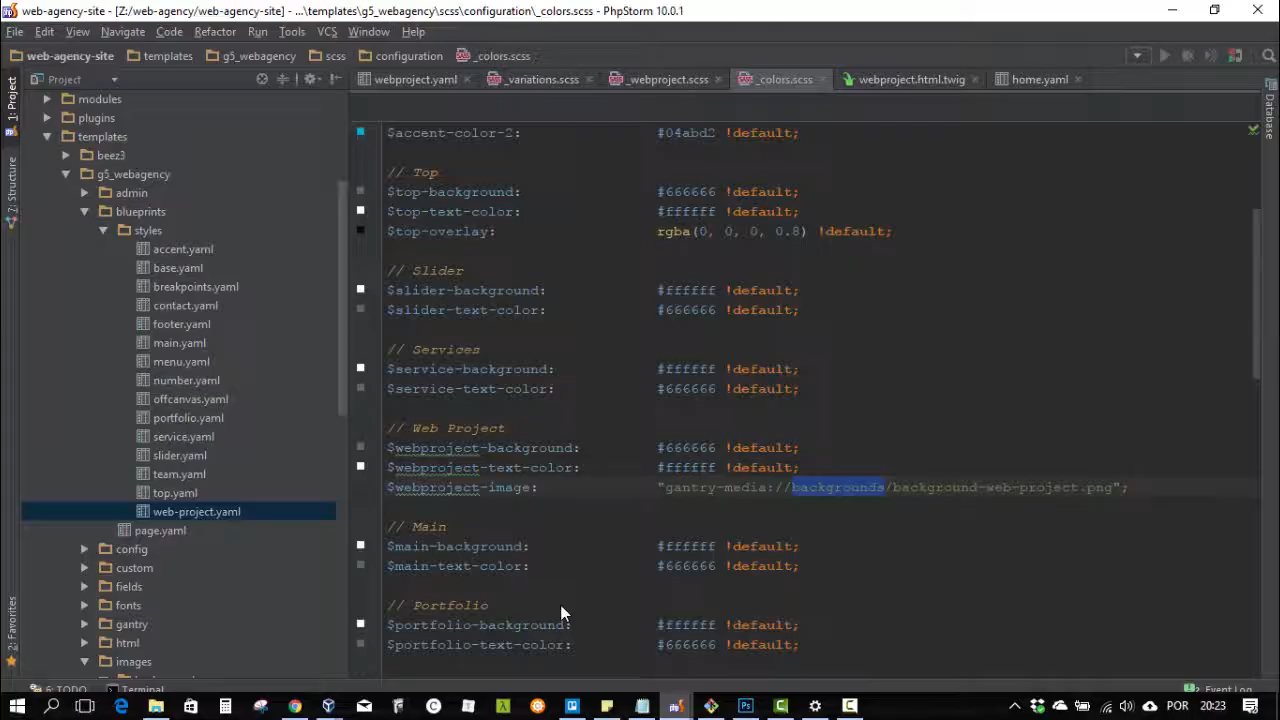 web-agency-site - [Z:/web-agency/web-agency-site] - ...\templates\g5_webagency\scss\configuration\_colors.scss - PhpStorm 10.0.1
File Edit View Navigate Code Refactor Run Tools VCS Window Help
web-agency-site templates g5_webagency scss configuration _colors.scss
Project
webproject.yaml _variations.scss _webproject.scss _colors.scss webproject.html.twig home.yaml
1: Project
7: Structure
2: Favorites
Database
modules
plugins
templates
beez3
g5_webagency
admin
blueprints
styles
accent.yaml
base.yaml
breakpoints.yaml
contact.yaml
footer.yaml
main.yaml
menu.yaml
number.yaml
offcanvas.yaml
portfolio.yaml
service.yaml
slider.yaml
team.yaml
top.yaml
web-project.yaml
page.yaml
config
custom
fields
fonts
gantry
html
images
$accent-color-2: #04abd2 !default;
// Top
$top-background: #666666 !default;
$top-text-color: #ffffff !default;
$top-overlay: rgba(0, 0, 0, 0.8) !default;
// Slider
$slider-background: #ffffff !default;
$slider-text-color: #666666 !default;
// Services
$service-background: #ffffff !default;
$service-text-color: #666666 !default;
// Web Project
$webproject-background: #666666 !default;
$webproject-text-color: #ffffff !default;
$webproject-image: "gantry-media://backgrounds/background-web-project.png";
// Main
$main-background: #ffffff !default;
$main-text-color: #666666 !default;
// Portfolio
$portfolio-background: #ffffff !default;
$portfolio-text-color: #666666 !default;
6: TODO Terminal Event Log
POR 20:23